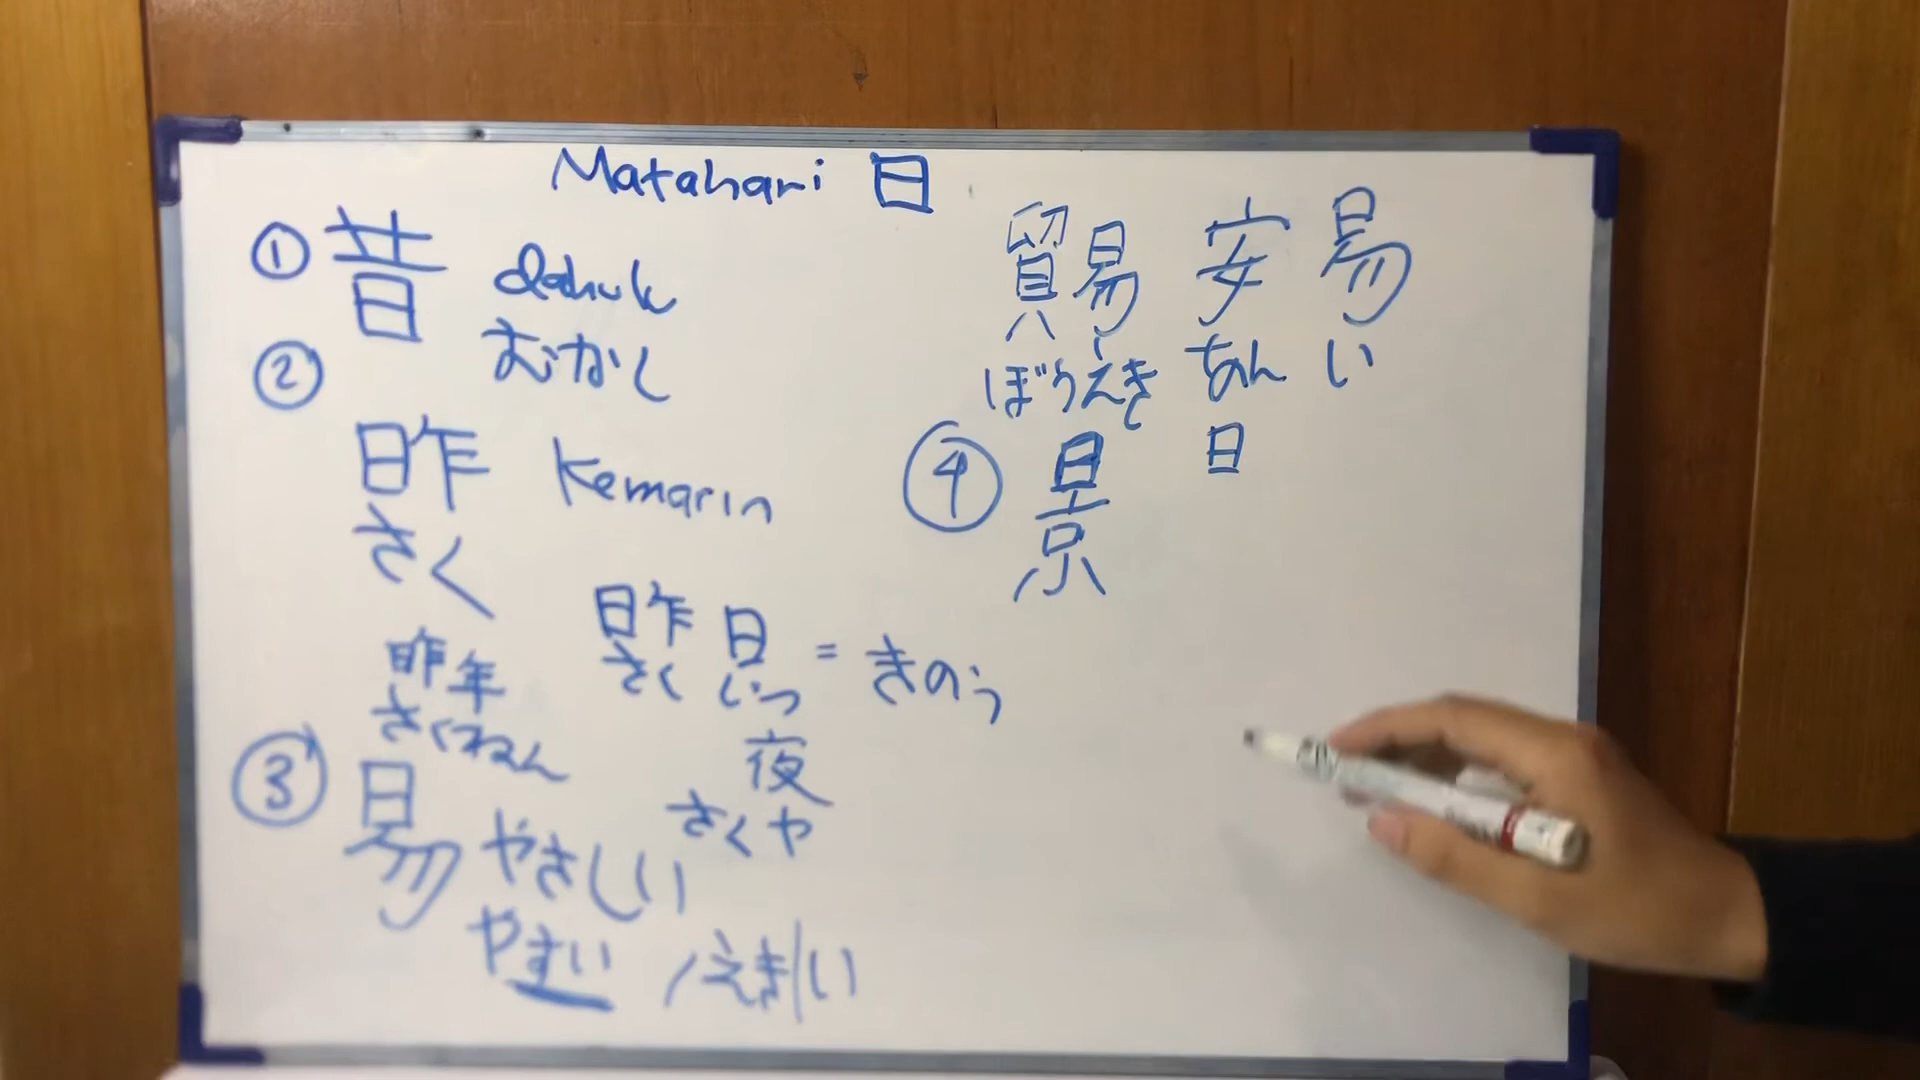 Matahari 日
① 昔 dahulu
むかし
②
昨 Kemarin
さく
昨日 = きのう
さく じつ
昨年
さくねん
夜
さくや
③ 易 やさしい
やすい /えき/い
貿易 安易
ぼうえき あんい
日
④ 景